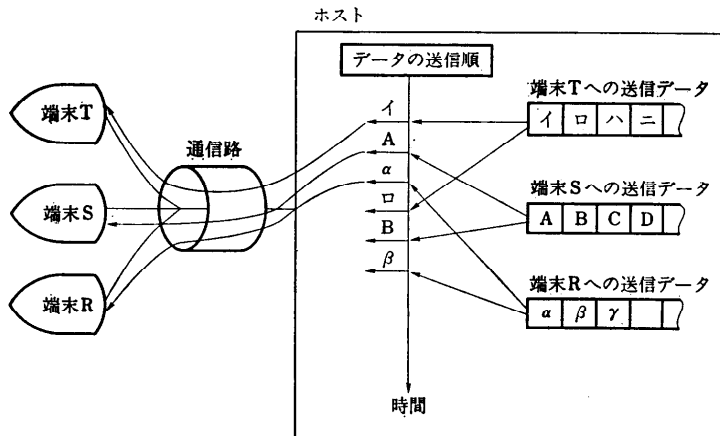 ホスト
データの送信順
端末Tへの送信データ
イ ロ ハ ニ
端末T
イ
通信路
A
α
端末Sへの送信データ
端末S
ロ
A B C D
B
β
端末Rへの送信データ
端末R
α β γ
時間